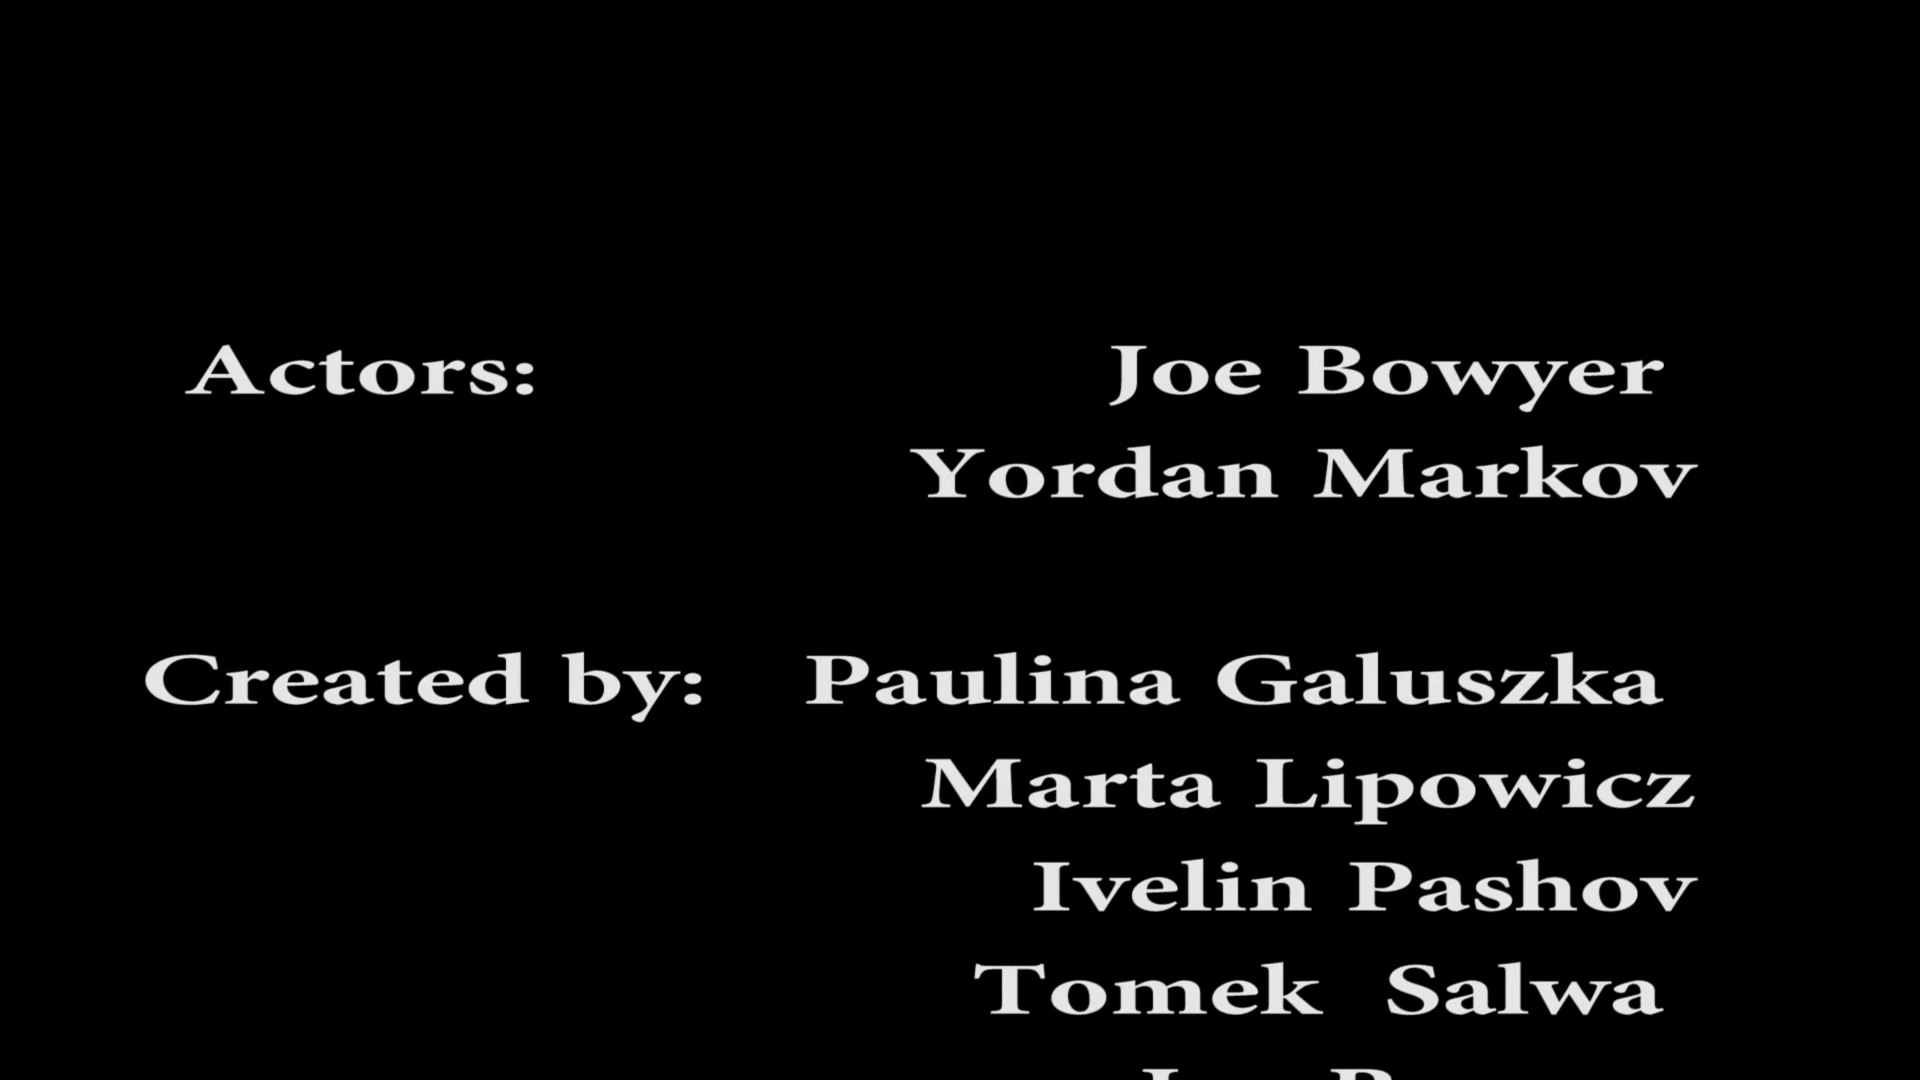 Actors: Joe Bowyer
Yordan Markov
Created by: Paulina Galuszka
Marta Lipowicz
Ivelin Pashov
Tomek Salwa